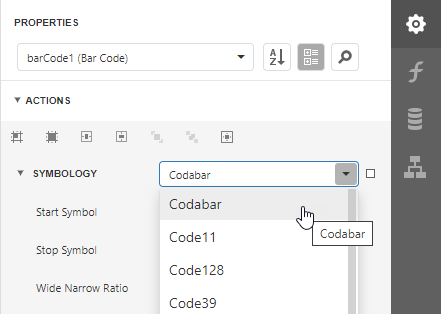 PROPERTIES
barCode1 (Bar Code)
A
Z
ACTIONS
SYMBOLOGY
Codabar
Start Symbol
Codabar
Codabar
Stop Symbol
Code11
Code128
Wide Narrow Ratio
Code39